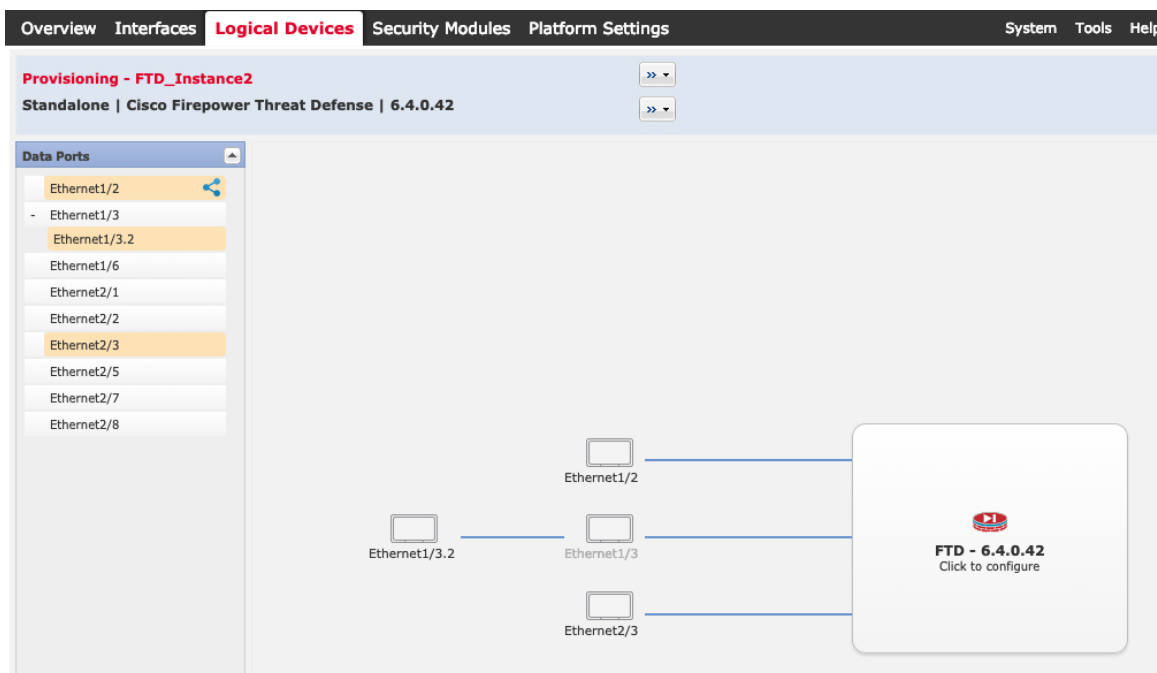 Overview Interfaces Logical Devices Security Modules Platform Settings System Tools Help
Provisioning - FTD_Instance2
Standalone | Cisco Firepower Threat Defense | 6.4.0.42
Data Ports
Ethernet1/2
- Ethernet1/3
Ethernet1/3.2
Ethernet1/6
Ethernet2/1
Ethernet2/2
Ethernet2/3
Ethernet2/5
Ethernet2/7
Ethernet2/8
Ethernet1/2
Ethernet1/3.2
Ethernet1/3
Ethernet2/3
FTD - 6.4.0.42
Click to configure